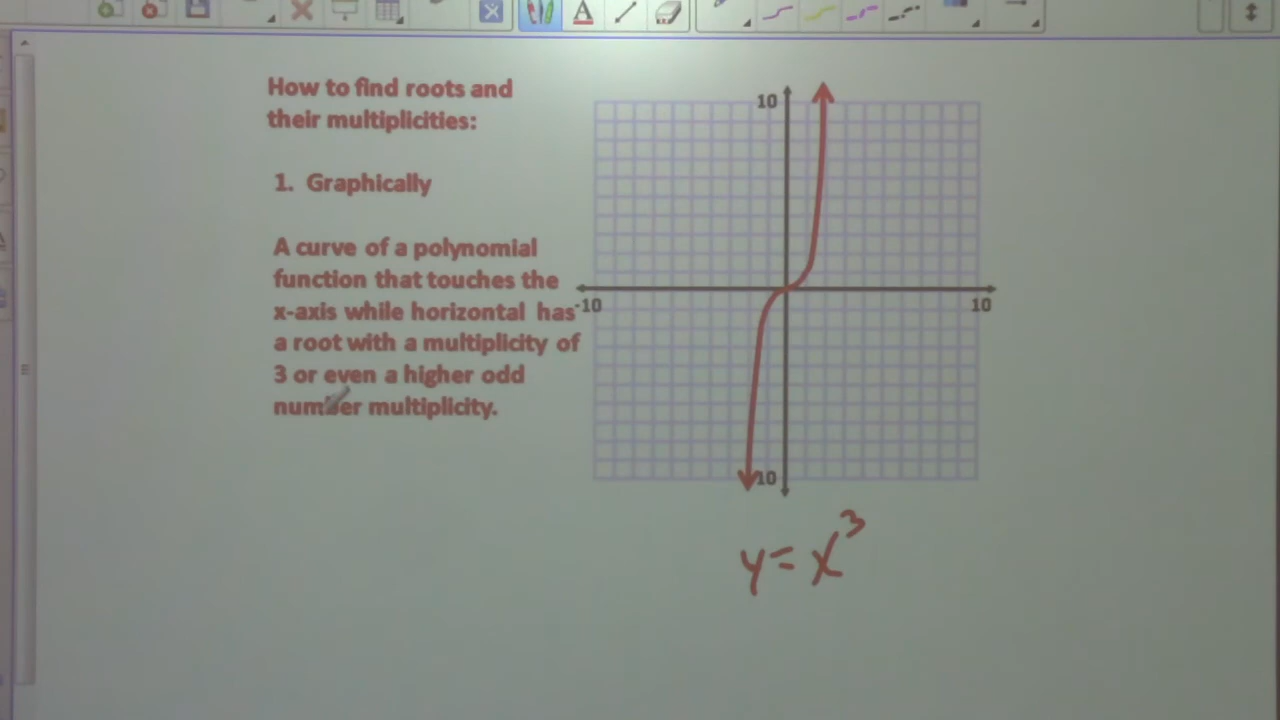 How to find roots and
their multiplicities:
1. Graphically
A curve of a polynomial
function that touches the
x-axis while horizontal has
a root with a multiplicity of
3 or even a higher odd
number multiplicity.
10
-10
10
10
y = x³